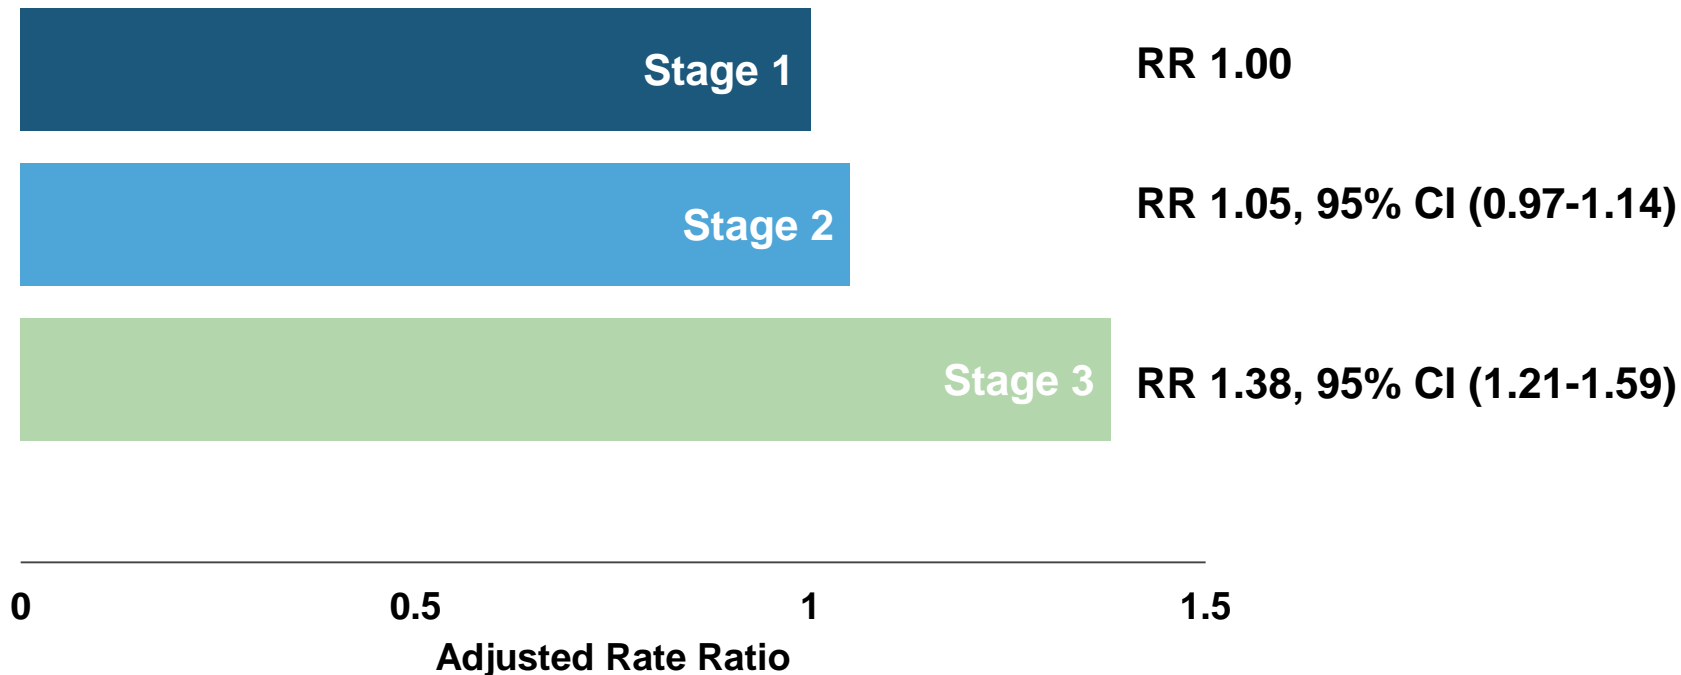 Stage 1
RR 1.00
Stage 2
RR 1.05, 95% CI (0.97-1.14)
Stage 3
RR 1.38, 95% CI (1.21-1.59)
0 0.5 1 1.5
Adjusted Rate Ratio